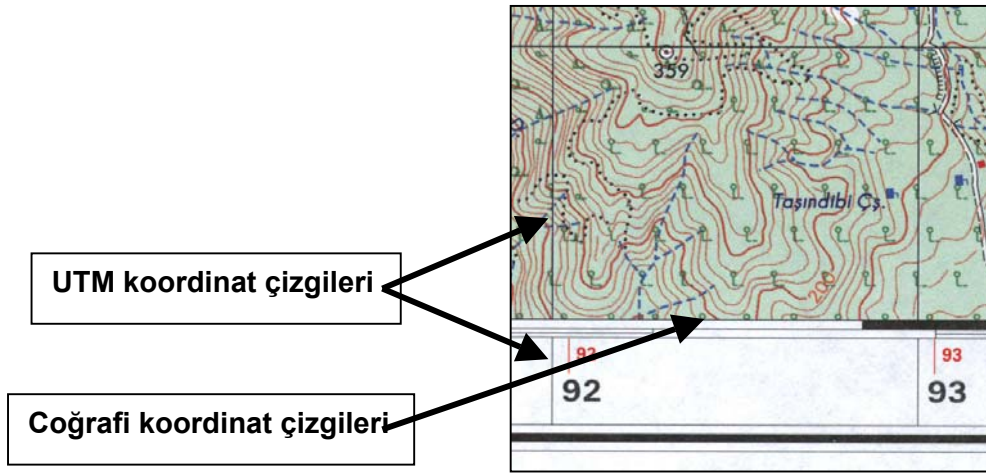 359
Taşındibi Çş.
200
UTM koordinat çizgileri
92 93
92 93
Coğrafi koordinat çizgileri